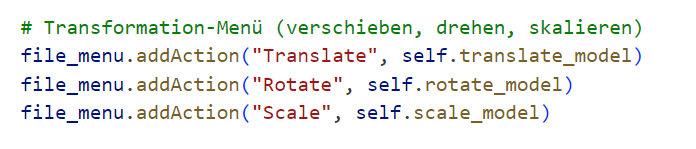 # Transformation-Menü (verschieben, drehen, skalieren)
file_menu.addAction("Translate", self.translate_model)
file_menu.addAction("Rotate", self.rotate_model)
file_menu.addAction("Scale", self.scale_model)